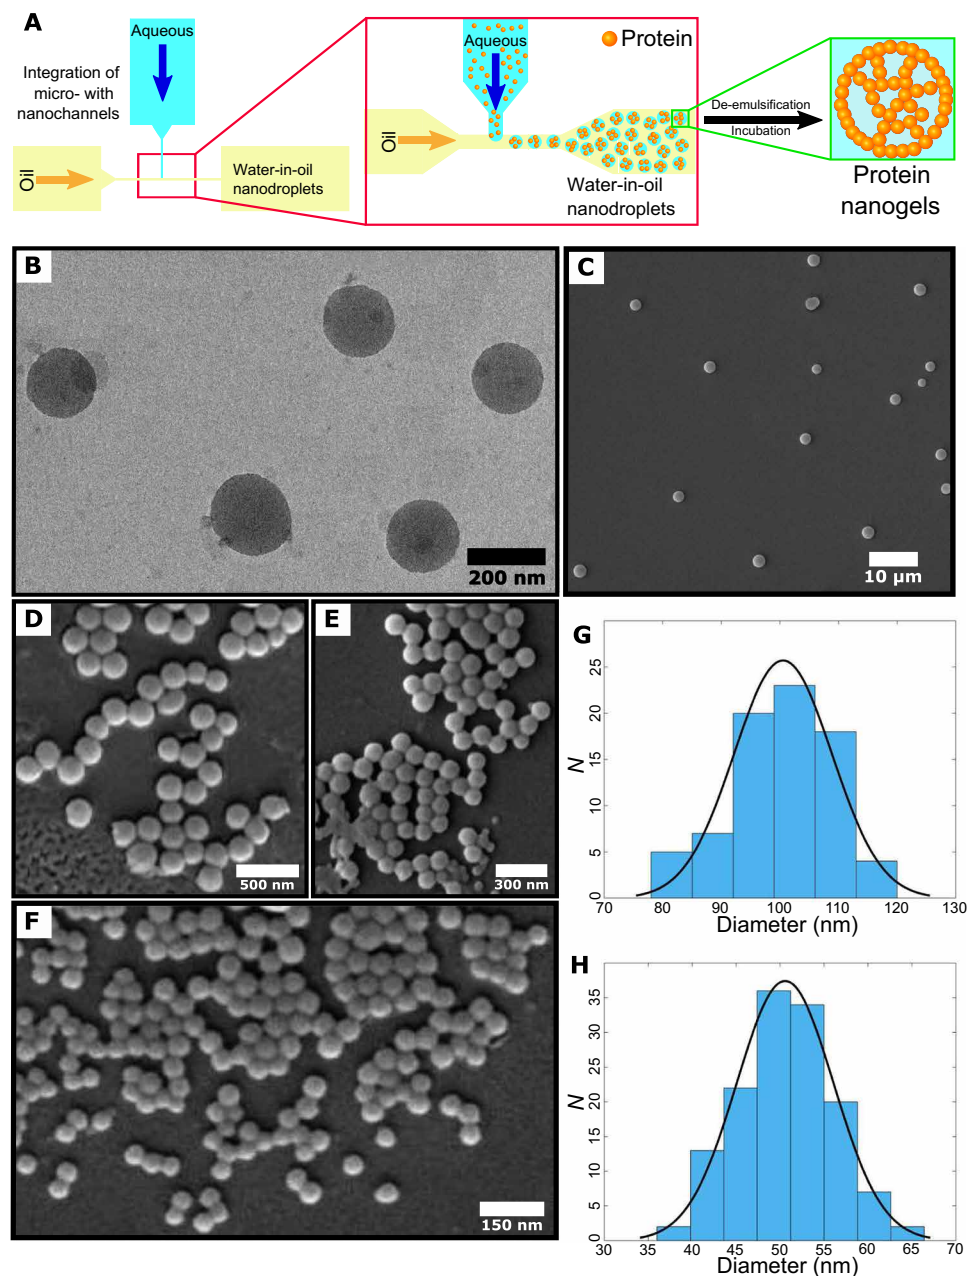 A
Aqueous
Integration of
micro- with
nanochannels
Oil
Water-in-oil
nanodroplets
Aqueous
Protein
Oil
Water-in-oil
nanodroplets
De-emulsification
Incubation
Protein
nanogels
B
200 nm
C
10 μm
D
500 nm
E
300 nm
F
150 nm
G
N
0
5
10
15
20
25
70 80 90 100 110 120 130
Diameter (nm)
H
N
0
5
10
15
20
25
30
35
30 35 40 45 50 55 60 65 70
Diameter (nm)